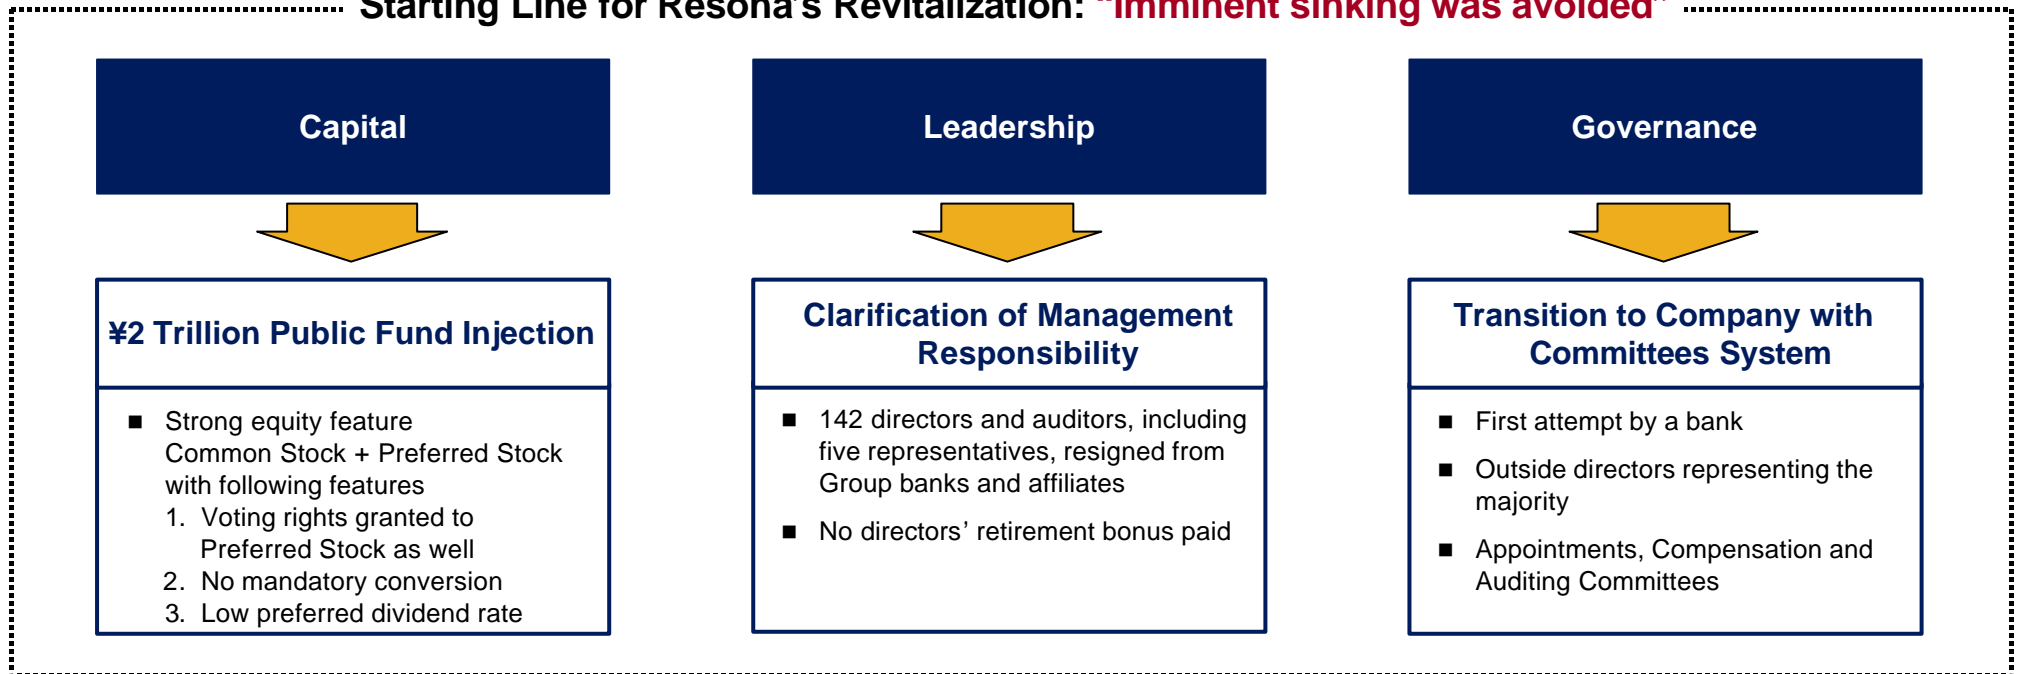 Starting Line for Resona's Revitalization: "Imminent sinking was avoided"
Capital
¥2 Trillion Public Fund Injection
■ Strong equity feature
Common Stock + Preferred Stock
with following features
1. Voting rights granted to
Preferred Stock as well
2. No mandatory conversion
3. Low preferred dividend rate
Leadership
Clarification of Management
Responsibility
■ 142 directors and auditors, including
five representatives, resigned from
Group banks and affiliates
■ No directors' retirement bonus paid
Governance
Transition to Company with
Committees System
■ First attempt by a bank
■ Outside directors representing the
majority
■ Appointments, Compensation and
Auditing Committees